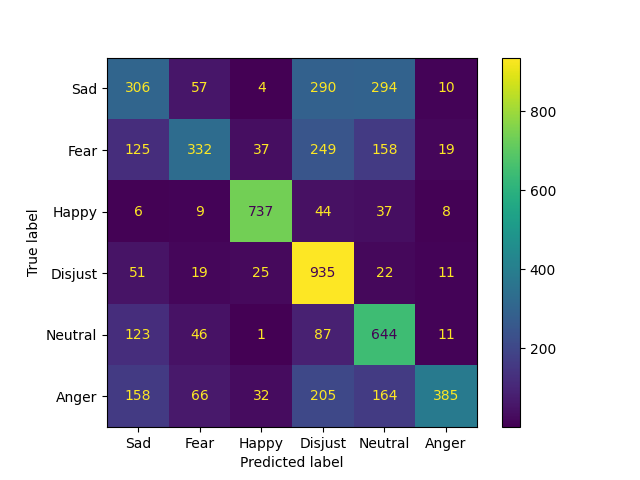 Sad 306 57 4 290 294 10
Fear 125 332 37 249 158 19
Happy 6 9 737 44 37 8
Disjust 51 19 25 935 22 11
Neutral 123 46 1 87 644 11
Anger 158 66 32 205 164 385
Sad Fear Happy Disjust Neutral Anger
Predicted label
True label
800
600
400
200